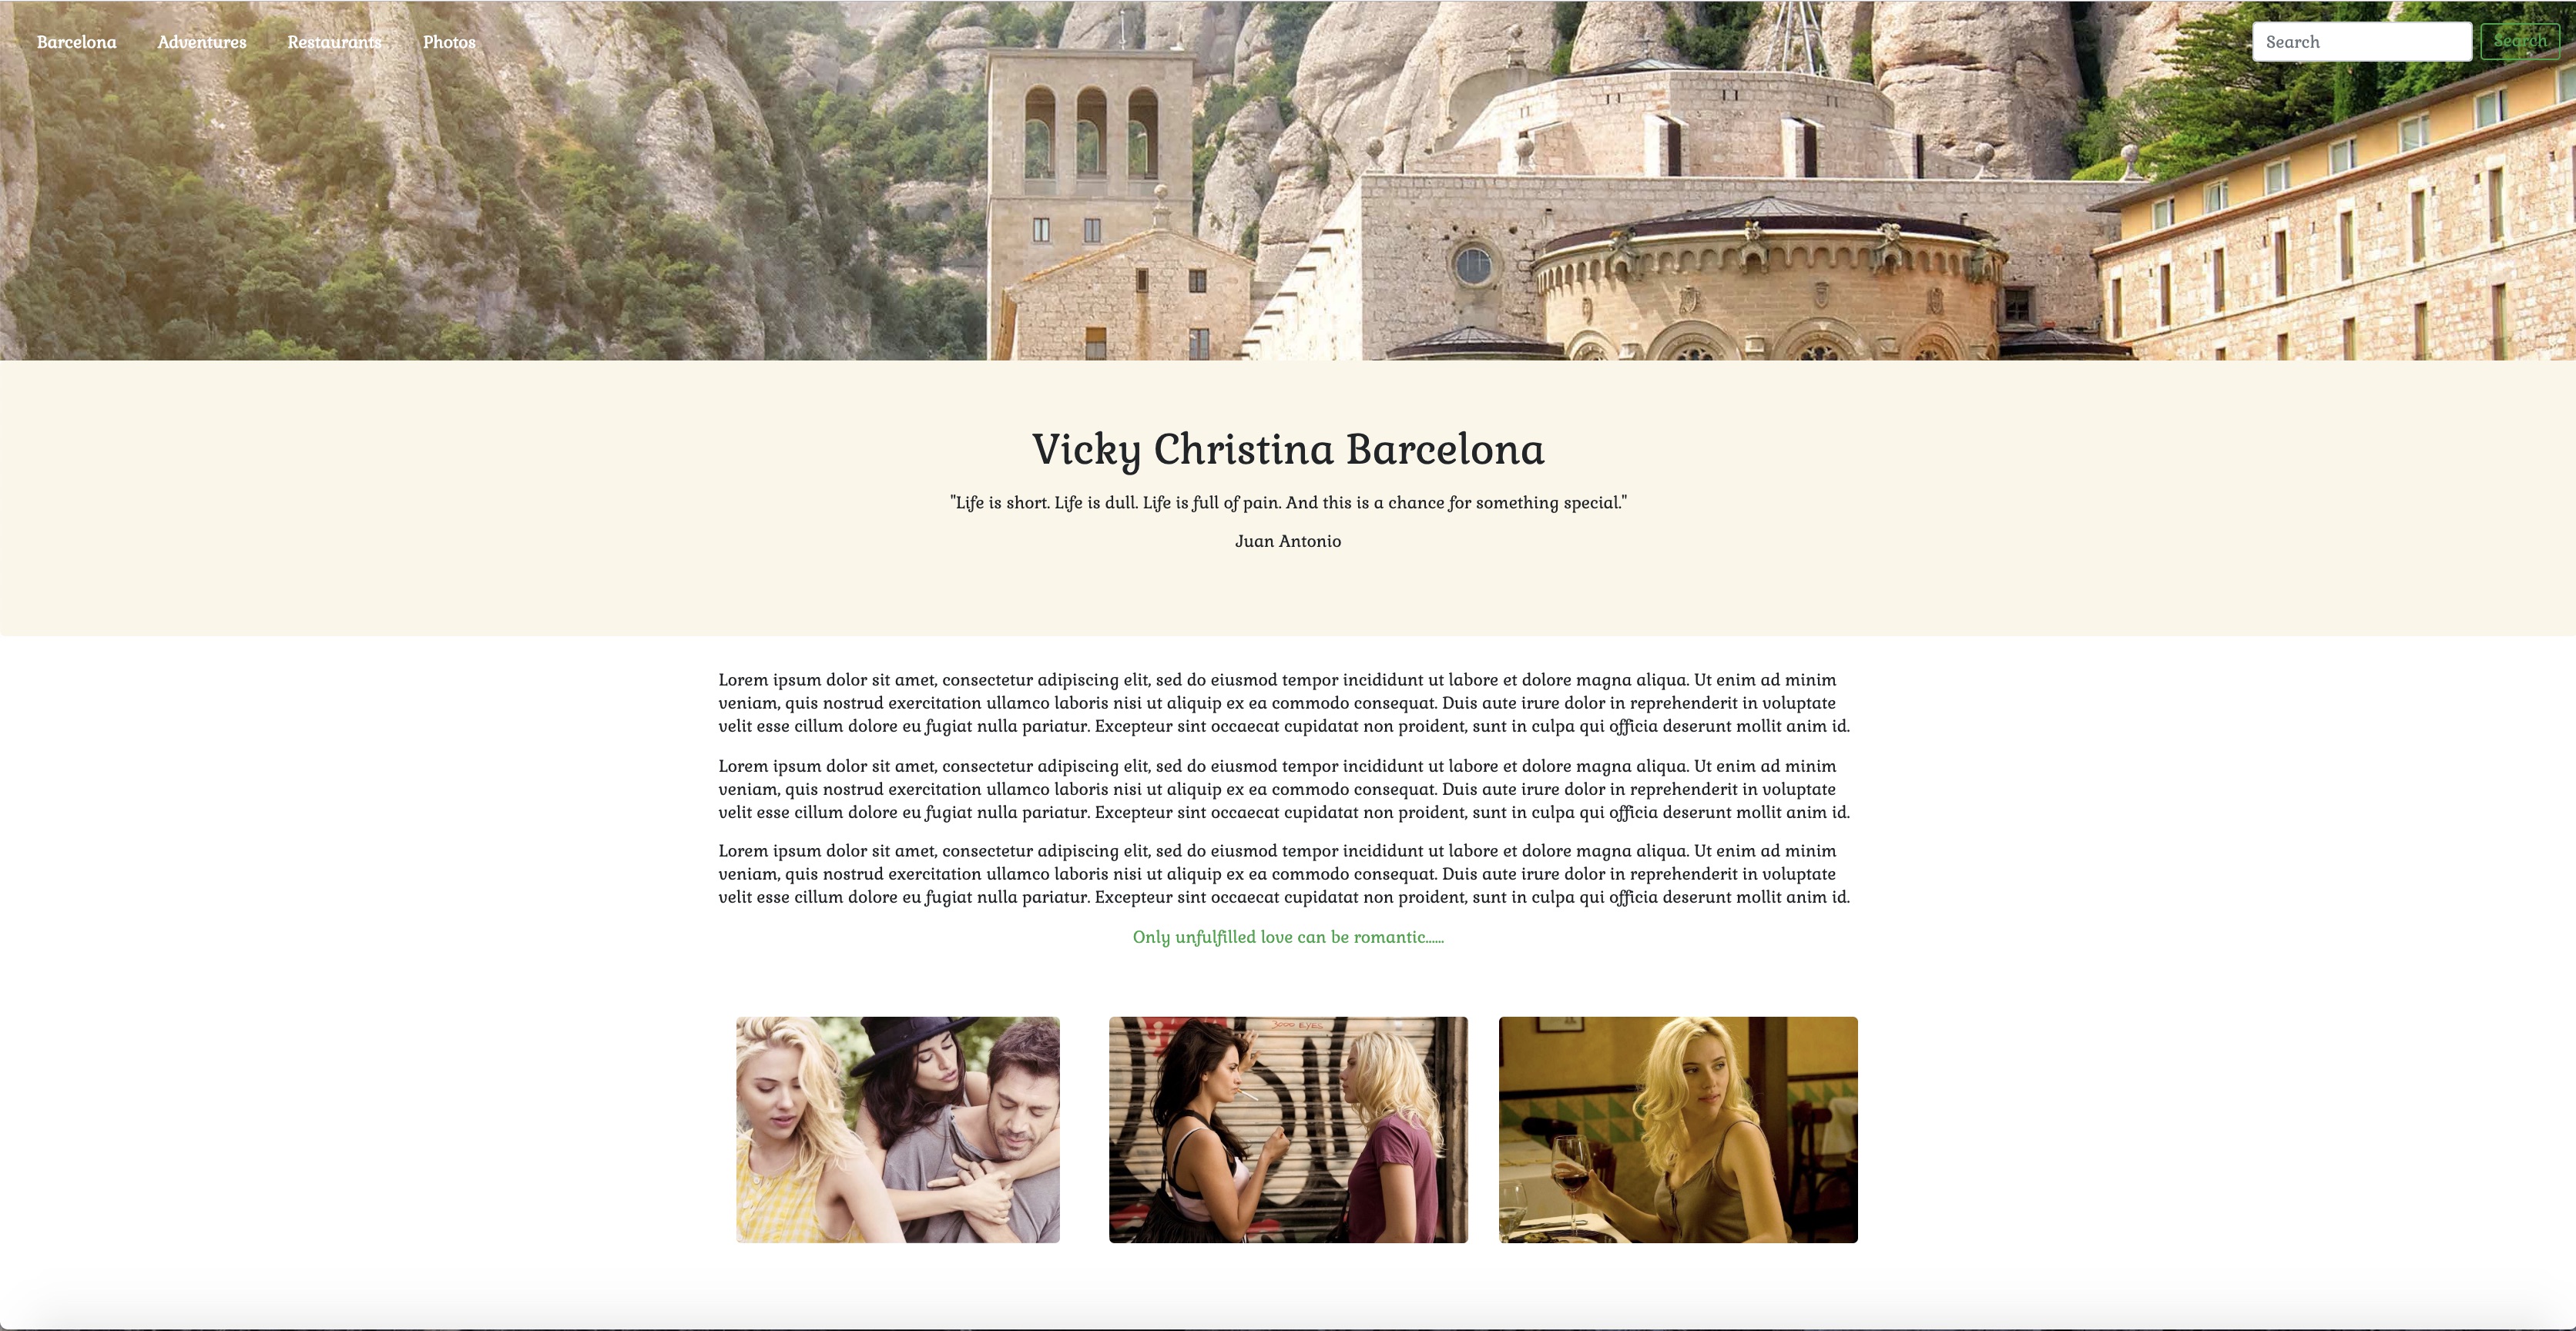 Barcelona Adventures Restaurants Photos Search Search
Vicky Christina Barcelona
"Life is short. Life is dull. Life is full of pain. And this is a chance for something special."
Juan Antonio
Lorem ipsum dolor sit amet, consectetur adipiscing elit, sed do eiusmod tempor incididunt ut labore et dolore magna aliqua. Ut enim ad minim
veniam, quis nostrud exercitation ullamco laboris nisi ut aliquip ex ea commodo consequat. Duis aute irure dolor in reprehenderit in voluptate
velit esse cillum dolore eu fugiat nulla pariatur. Excepteur sint occaecat cupidatat non proident, sunt in culpa qui officia deserunt mollit anim id.
Lorem ipsum dolor sit amet, consectetur adipiscing elit, sed do eiusmod tempor incididunt ut labore et dolore magna aliqua. Ut enim ad minim
veniam, quis nostrud exercitation ullamco laboris nisi ut aliquip ex ea commodo consequat. Duis aute irure dolor in reprehenderit in voluptate
velit esse cillum dolore eu fugiat nulla pariatur. Excepteur sint occaecat cupidatat non proident, sunt in culpa qui officia deserunt mollit anim id.
Lorem ipsum dolor sit amet, consectetur adipiscing elit, sed do eiusmod tempor incididunt ut labore et dolore magna aliqua. Ut enim ad minim
veniam, quis nostrud exercitation ullamco laboris nisi ut aliquip ex ea commodo consequat. Duis aute irure dolor in reprehenderit in voluptate
velit esse cillum dolore eu fugiat nulla pariatur. Excepteur sint occaecat cupidatat non proident, sunt in culpa qui officia deserunt mollit anim id.
Only unfulfilled love can be romantic......
3000 EYES